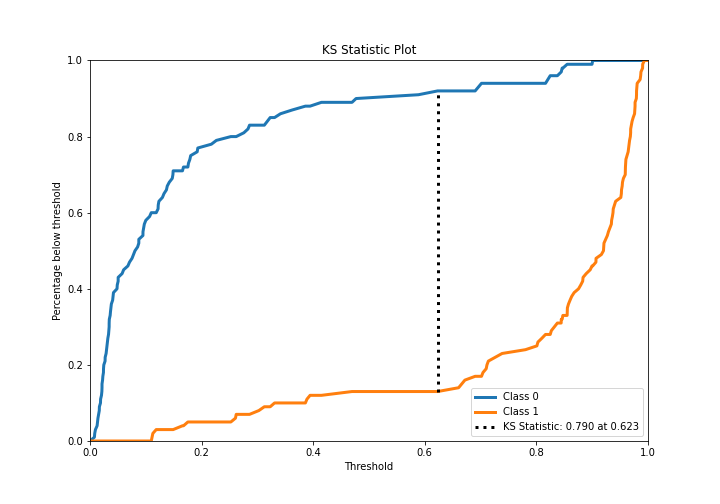 KS Statistic Plot
Percentage below threshold
1.0
0.8
0.6
0.4
0.2
0.0
0.0 0.2 0.4 0.6 0.8 1.0
Threshold
Class 0
Class 1
KS Statistic: 0.790 at 0.623